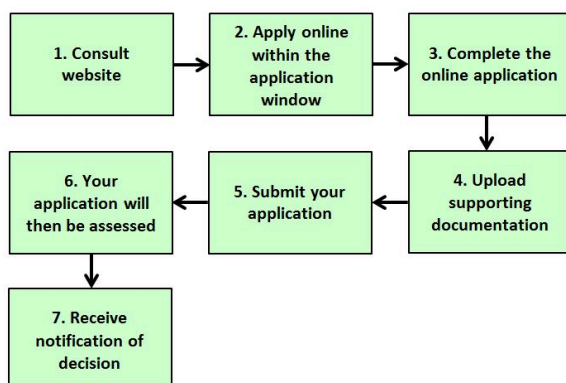 1. Consult
website
2. Apply online
within the
application
window
3. Complete the
online application
4. Upload
supporting
documentation
5. Submit your
application
6. Your
application will
then be assessed
7. Receive
notification of
decision